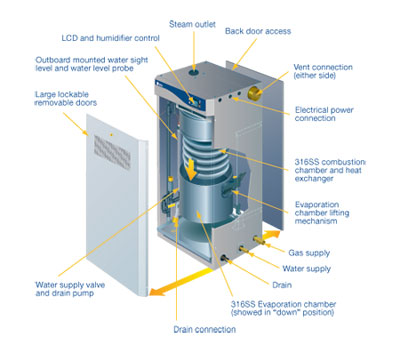 Steam outlet
Back door access
LCD and humidifier control
Outboard mounted water sight
level and water level probe
Vent connection
(either side)
Large lockable
removable doors
Electrical power
connection
316SS combustion
chamber and heat
exchanger
Evaporation
chamber lifting
mechanism
Gas supply
Water supply
Drain
Water supply valve
and drain pump
316SS Evaporation chamber
(showed in “down” position)
Drain connection